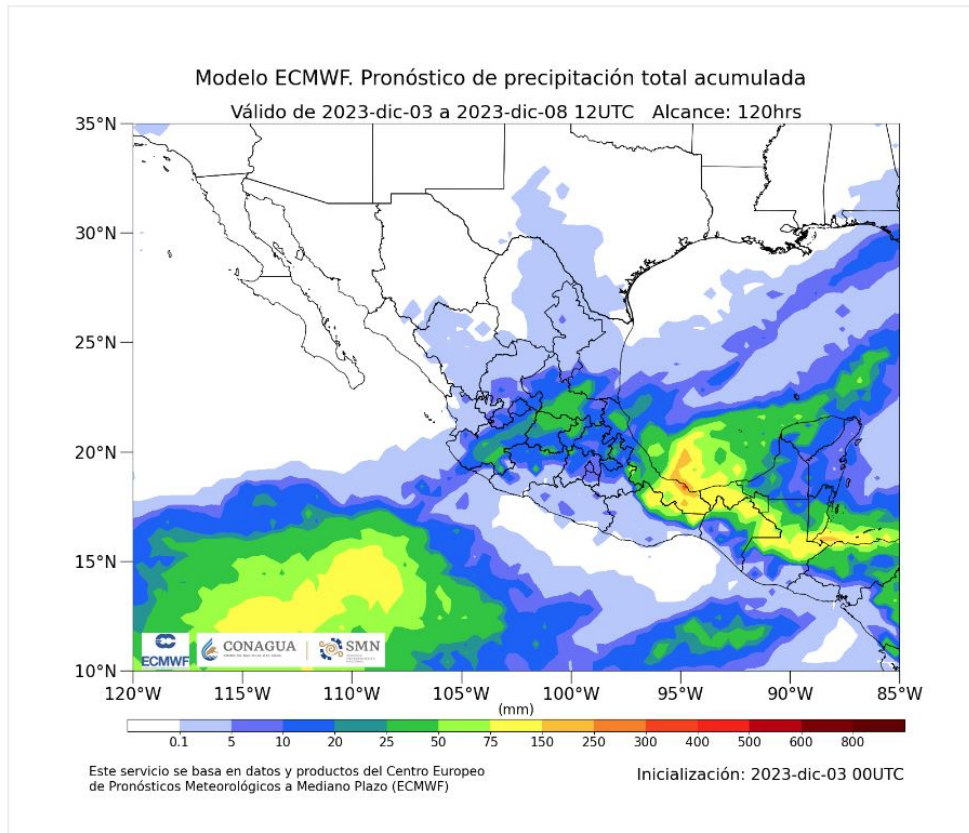 Modelo ECMWF. Pronóstico de precipitación total acumulada
Válido de 2023-dic-03 a 2023-dic-08 12UTC   Alcance: 120hrs
35°N
30°N
25°N
20°N
15°N
10°N
ECMWF
CONAGUA
SMN
120°W 115°W 110°W 105°W 100°W 95°W 90°W 85°W
(mm)
0.1 5 10 20 25 50 75 150 250 300 400 500 600 800
Este servicio se basa en datos y productos del Centro Europeo
de Pronósticos Meteorológicos a Mediano Plazo (ECMWF)
Inicialización: 2023-dic-03 00UTC